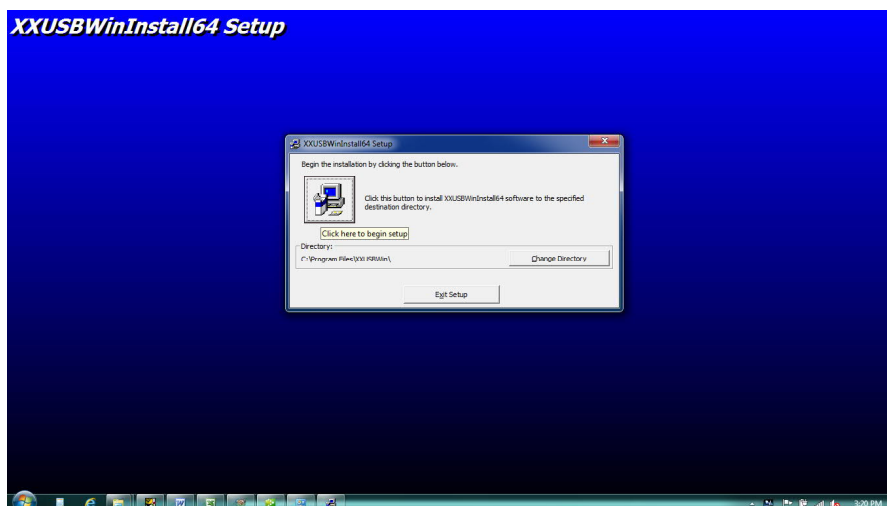 XXUSBWinInstall64 Setup
XXUSBWinInstall64 Setup
Begin the installation by clicking the button below.
Click this button to install XXUSBWinInstall64 software to the specified
destination directory.
Click here to begin setup
Directory:
C:\Program Files\XXUSBWin\
Change Directory
Exit Setup
3:20 PM